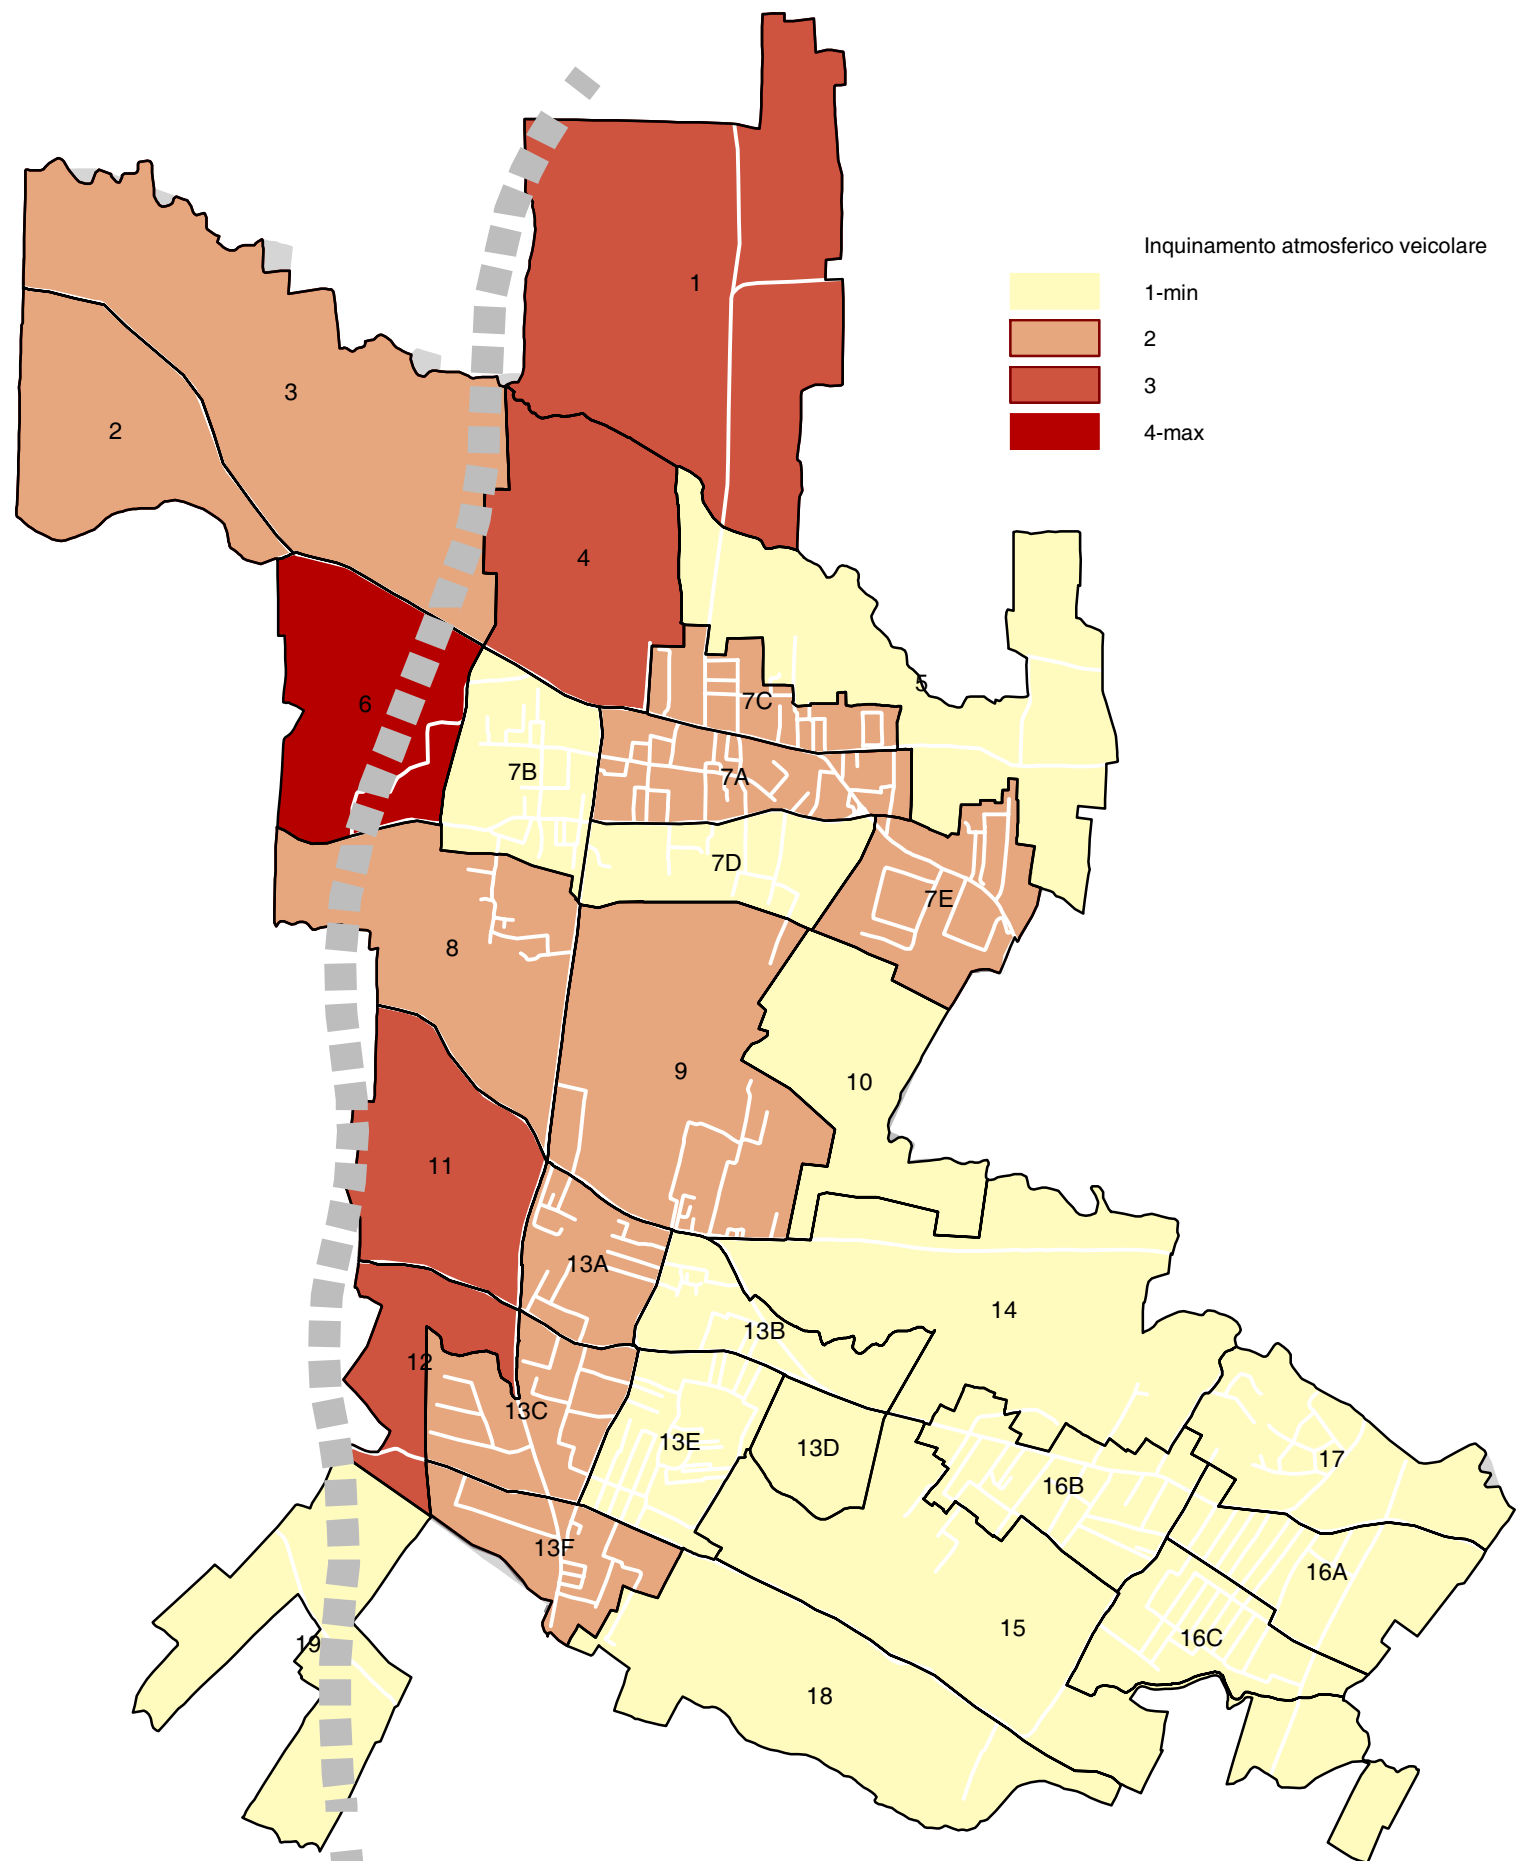 Inquinamento atmosferico veicolare
1-min
2
3
4-max
1
3
2
4
5
6
7C
7B
7A
7D
7E
8
9
10
11
13A
14
13B
12
13C
13E
13D
17
16B
13F
16A
15
16C
19
18